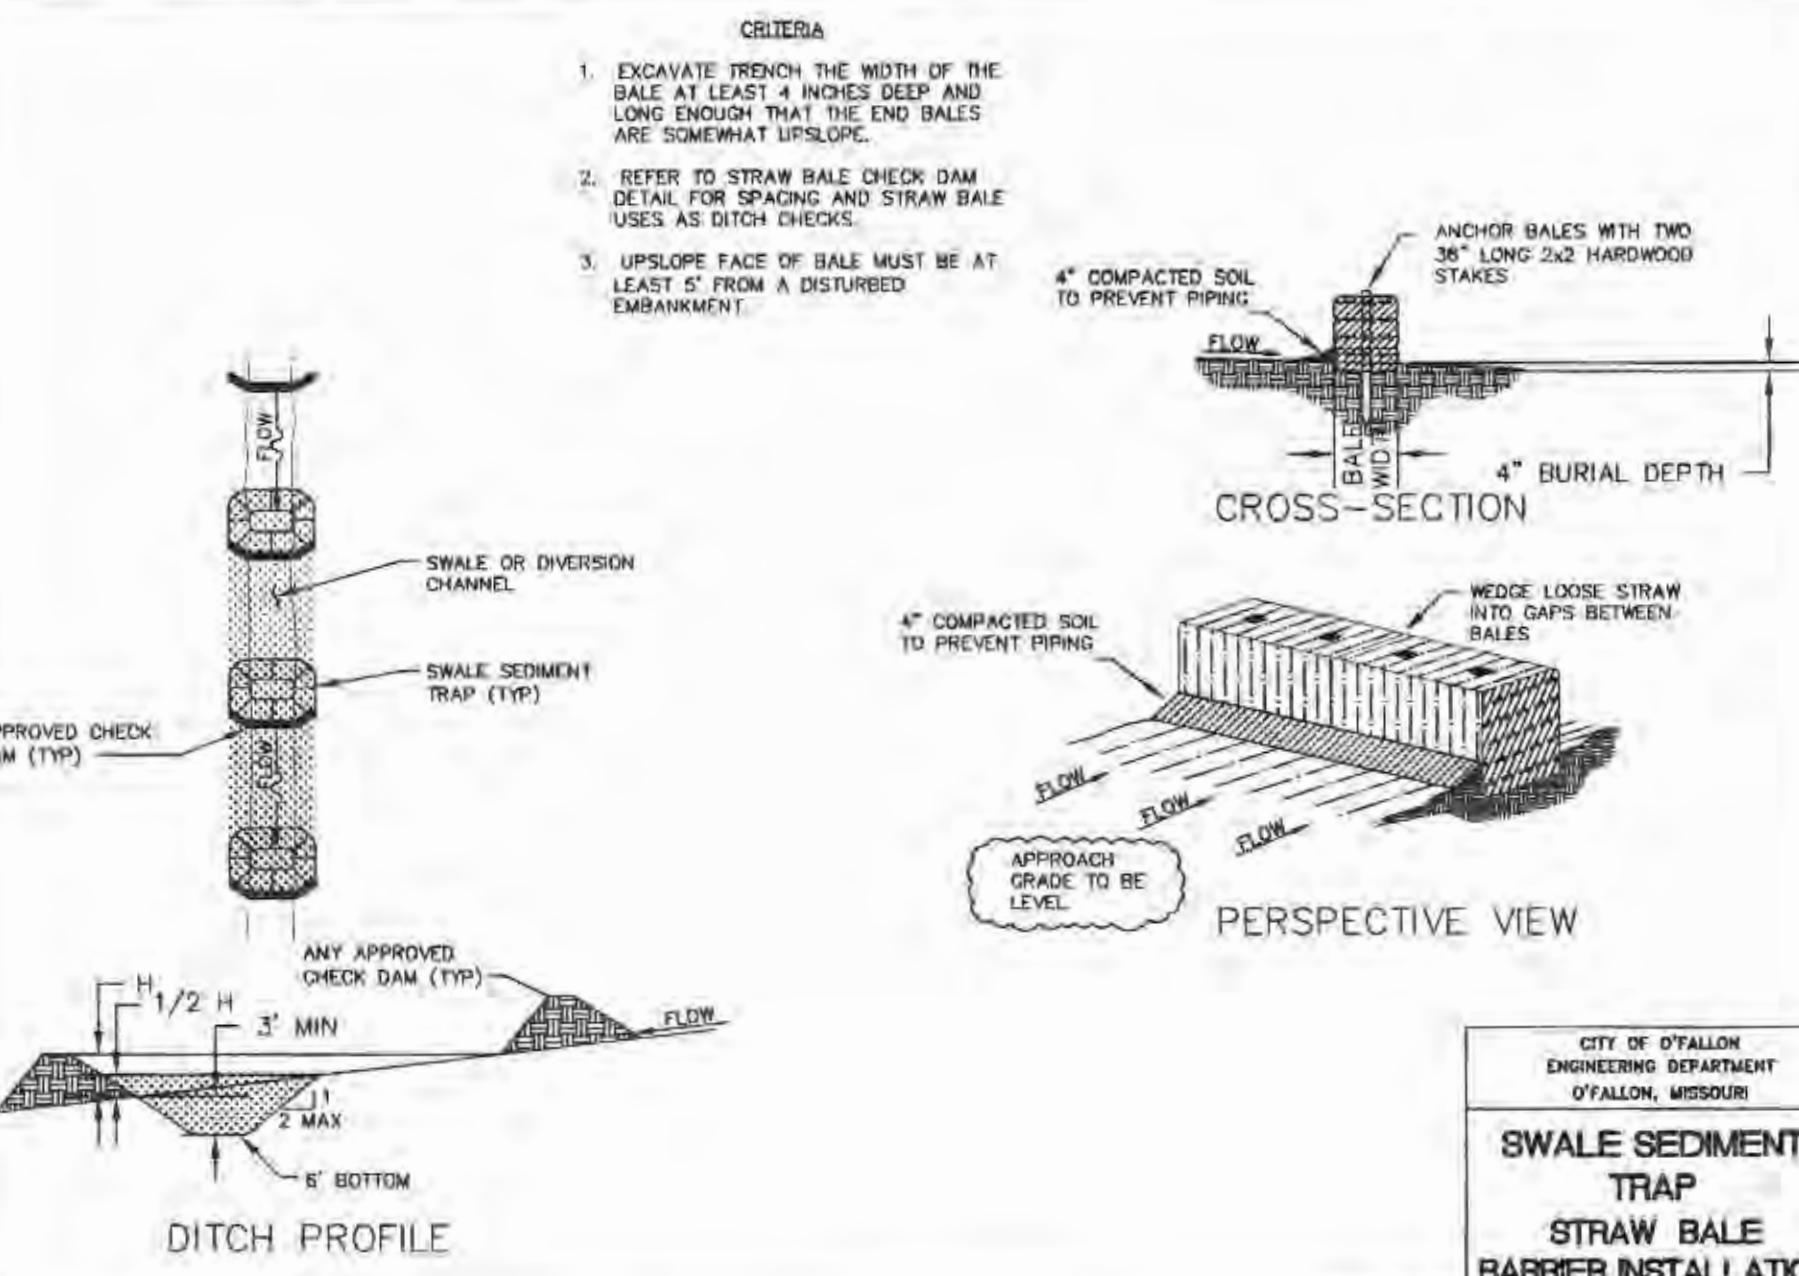 CRITERIA
1. EXCAVATE TRENCH THE WIDTH OF THE
BALE AT LEAST 4 INCHES DEEP AND
LONG ENOUGH THAT THE END BALES
ARE SOMEWHAT UPSLOPE.
2. REFER TO STRAW BALE CHECK DAM
DETAIL FOR SPACING AND STRAW BALE
USES AS DITCH CHECKS.
3. UPSLOPE FACE OF BALE MUST BE AT
LEAST 5' FROM A DISTURBED
EMBANKMENT.
ANCHOR BALES WITH TWO
36" LONG 2x2 HARDWOOD
STAKES
4" COMPACTED SOIL
TO PREVENT PIPING
FLOW
BALE
WIDTH
4" BURIAL DEPTH
CROSS-SECTION
FLOW
SWALE OR DIVERSION
CHANNEL
SWALE SEDIMENT
TRAP (TYP)
PPROVED CHECK
M (TYP)
FLOW
WEDGE LOOSE STRAW
INTO GAPS BETWEEN
BALES
4" COMPACTED SOIL
TO PREVENT PIPING
FLOW
FLOW
FLOW
APPROACH
GRADE TO BE
LEVEL
PERSPECTIVE VIEW
ANY APPROVED
CHECK DAM (TYP)
H
1/2 H
3' MIN
FLOW
1
2 MAX
6' BOTTOM
DITCH PROFILE
CITY OF O'FALLON
ENGINEERING DEPARTMENT
O'FALLON, MISSOURI
SWALE SEDIMENT
TRAP
STRAW BALE
BARRIER INSTALLATIO